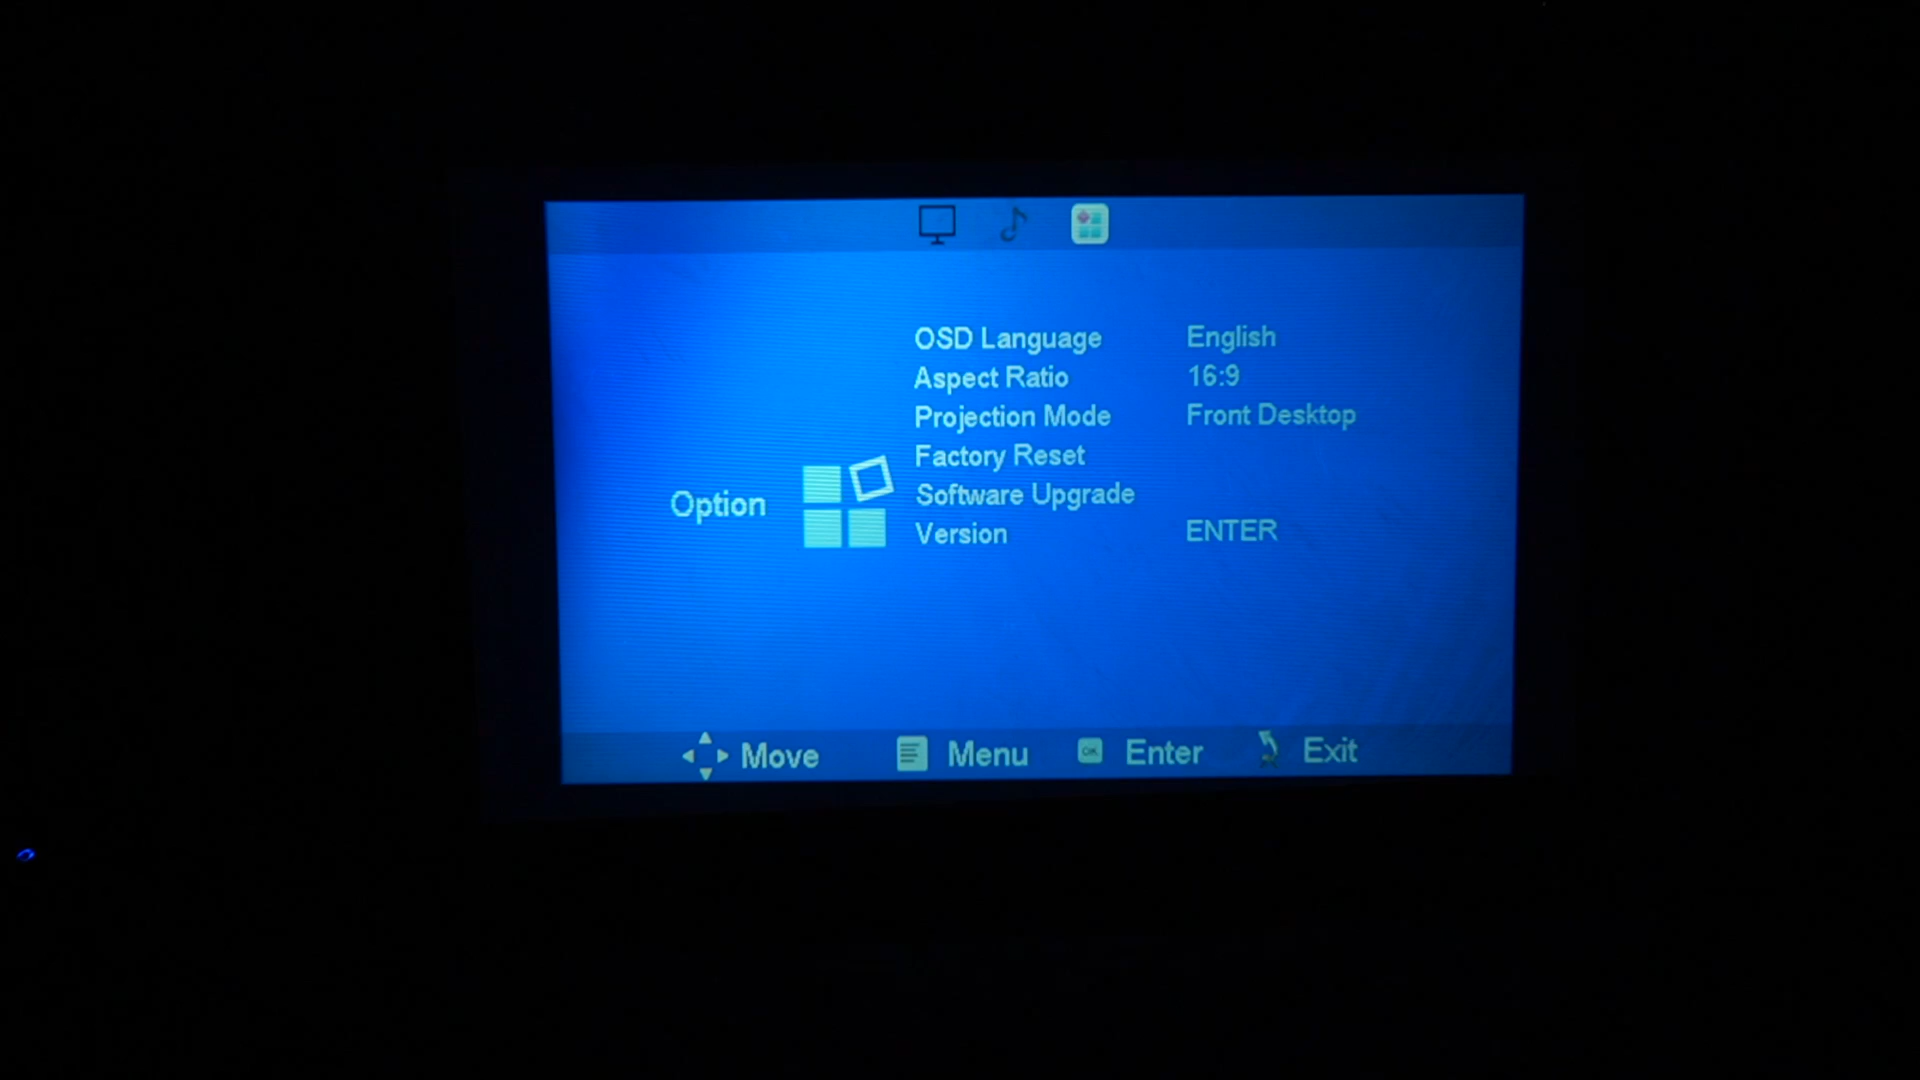 OSD Language English
Aspect Ratio 16:9
Projection Mode Front Desktop
Factory Reset
Option
Software Upgrade
Version ENTER
Move Menu OK Enter Exit